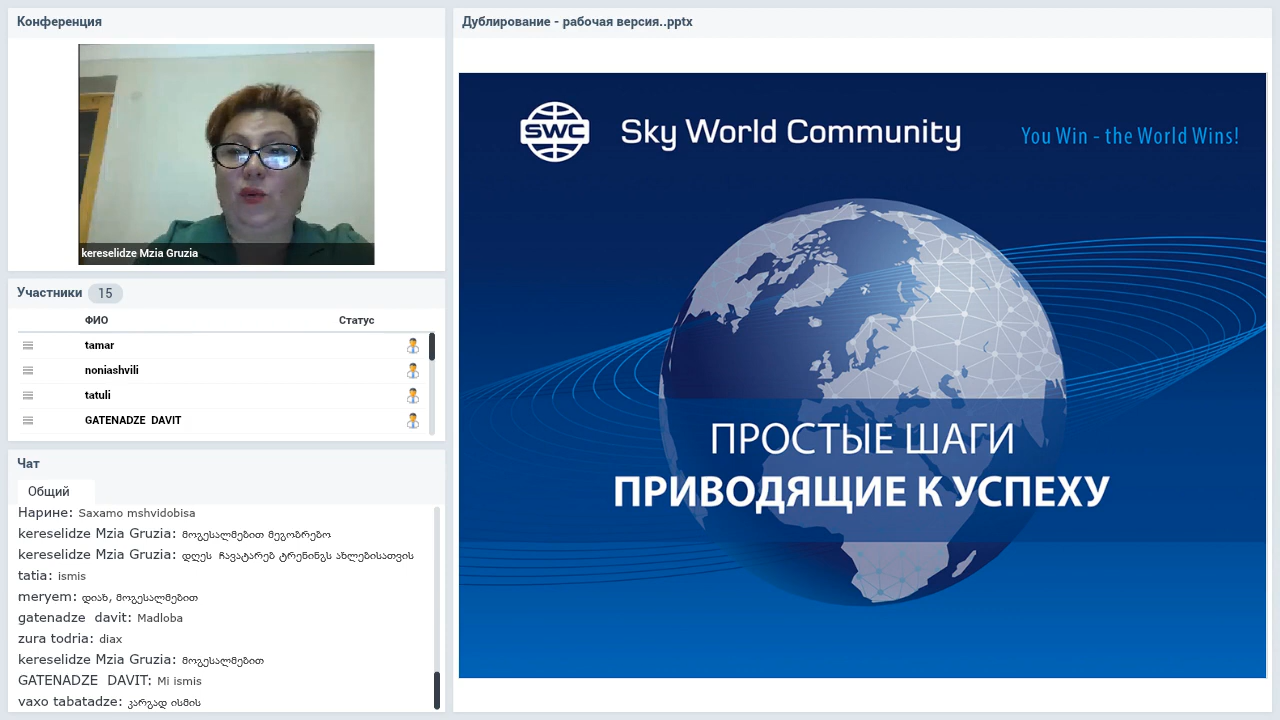 Конференция
kereselidze Mzia Gruzia
Участники 15
ФИО Статус
tamar
noniashvili
tatuli
GATENADZE DAVIT
Чат
Общий
Нарине: Saxamo mshvidobisa
kereselidze Mzia Gruzia: მოგესალმებით მეგობრებო
kereselidze Mzia Gruzia: დღეს ჩავატარებ ტრენინგს ახლებისათვის
tatia: ismis
meryem: დიახ, მოგესალმებით
gatenadze davit: Madloba
zura todria: diax
kereselidze Mzia Gruzia: მოგესალმებით
GATENADZE DAVIT: Mi ismis
vaxo tabatadze: კარგად ისმის
Дублирование - рабочая версия..pptx
SWC
Sky World Community
You Win - the World Wins!
ПРОСТЫЕ ШАГИ
ПРИВОДЯЩИЕ К УСПЕХУ